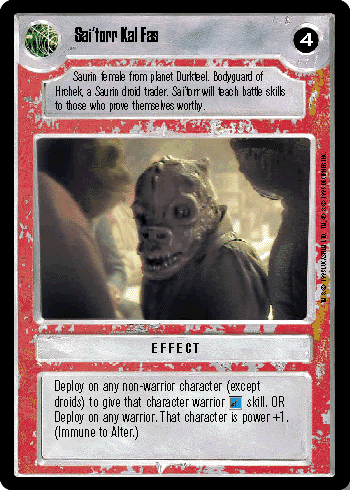 Sai'torr Kal Fas
4
Saurin female from planet Durkteel. Bodyguard of
Hrchek, a Saurin droid trader. Sai'torr will teach battle skills
to those who prove themselves worthy.
EFFECT
Deploy on any non-warrior character (except
droids) to give that character warrior skill. OR
Deploy on any warrior. That character is power +1.
(Immune to Alter.)